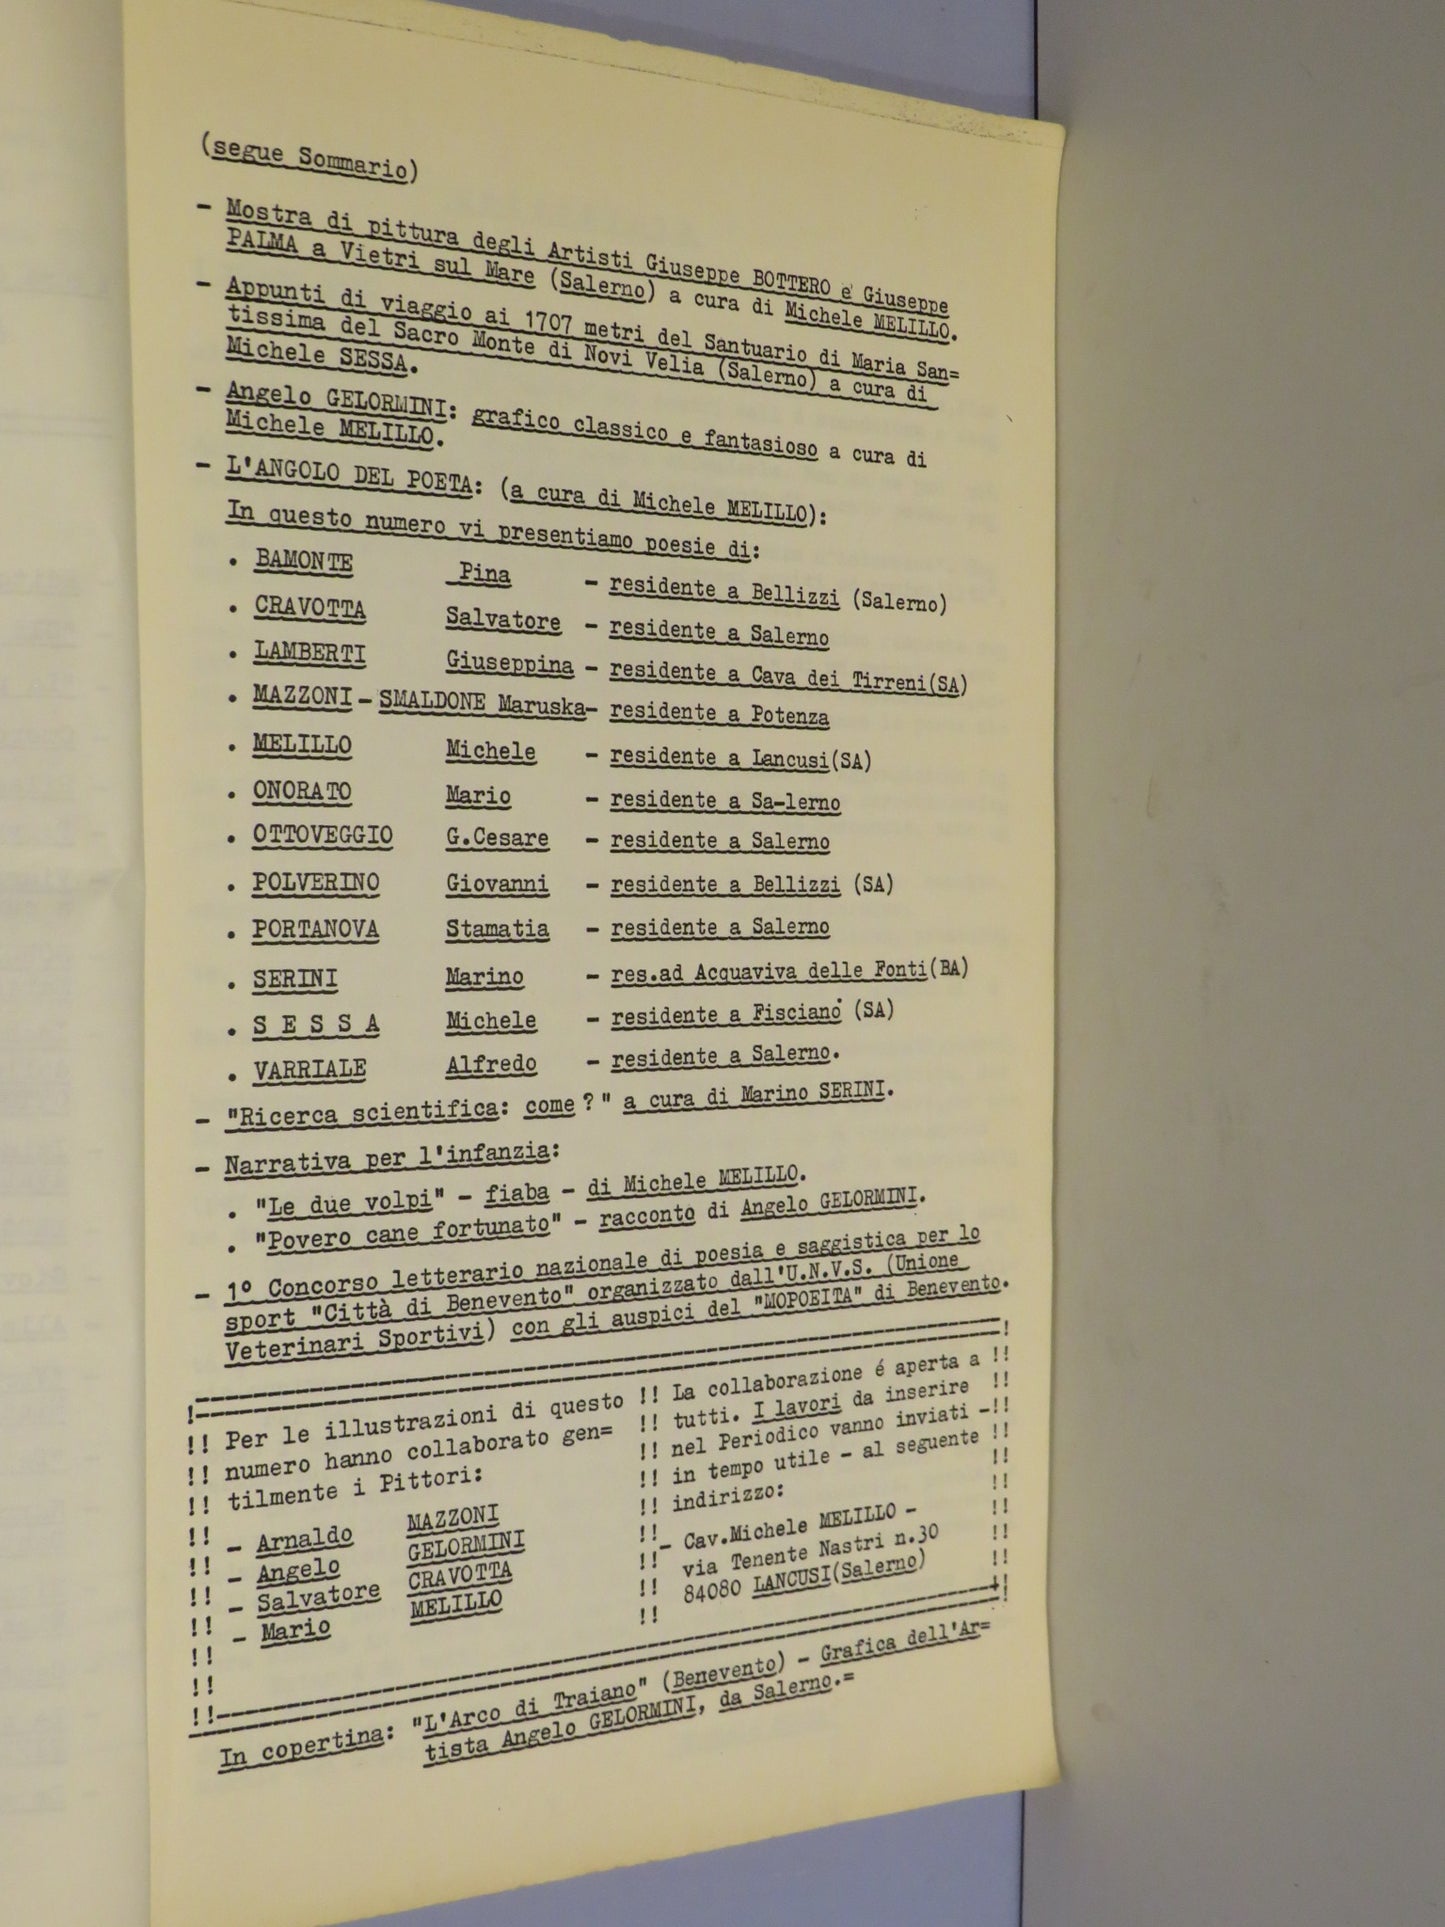 (segue Sommario)
- Mostra di pittura degli Artisti Giuseppe BOTTERO e Giuseppe
PALMA a Vietri sul Mare (Salerno) a cura di Michele MELILLO.
- Appunti di viaggio ai 1707 metri del Santuario di Maria San=
tissima del Sacro Monte di Novi Velia (Salerno) a cura di
Michele SESSA.
- Angelo GELORMINI: grafico classico e fantasioso a cura di
Michele MELILLO.
- L'ANGOLO DEL POETA: (a cura di Michele MELILLO):
In questo numero vi presentiamo poesie di:
. BAMONTE Pina - residente a Bellizzi (Salerno)
. CRAVOTTA Salvatore - residente a Salerno
. LAMBERTI Giuseppina - residente a Cava dei Tirreni(SA)
. MAZZONI - SMALDONE Maruska- residente a Potenza
. MELILLO Michele - residente a Lancusi(SA)
. ONORATO Mario - residente a Sa-lerno
. OTTOVEGGIO G.Cesare - residente a Salerno
. POLVERINO Giovanni - residente a Bellizzi (SA)
. PORTANOVA Stamatia - residente a Salerno
. SERINI Marino - res.ad Acquaviva delle Fonti(BA)
. S E S S A Michele - residente a Fisciano (SA)
. VARRIALE Alfredo - residente a Salerno.
- "Ricerca scientifica: come?" a cura di Marino SERINI.
- Narrativa per l'infanzia:
. "Le due volpi" - fiaba - di Michele MELILLO.
. "Povero cane fortunato" - racconto di Angelo GELORMINI.
- 1° Concorso letterario nazionale di poesia e saggistica per lo
sport "Città di Benevento" organizzato dall'U.N.V.S. (Unione
Veterinari Sportivi) con gli auspici del "MOPOEITA" di Benevento.
!! Per le illustrazioni di questo
!! numero hanno collaborato gen=
!! tilmente i Pittori:
!! - Arnaldo MAZZONI
!! - Angelo GELORMINI
!! - Salvatore CRAVOTTA
!! - Mario MELILLO
!! La collaborazione é aperta a !!
!! tutti. I lavori da inserire !!
!! nel Periodico vanno inviati -!!
!! in tempo utile - al seguente !!
!! indirizzo: !!
!!- Cav.Michele MELILLO - !!
!! via Tenente Nastri n.30 !!
!! 84080 LANCUSI(Salerno) !!
In copertina: "L'Arco di Traiano" (Benevento) - Grafica dell'Ar=
tista Angelo GELORMINI, da Salerno.=